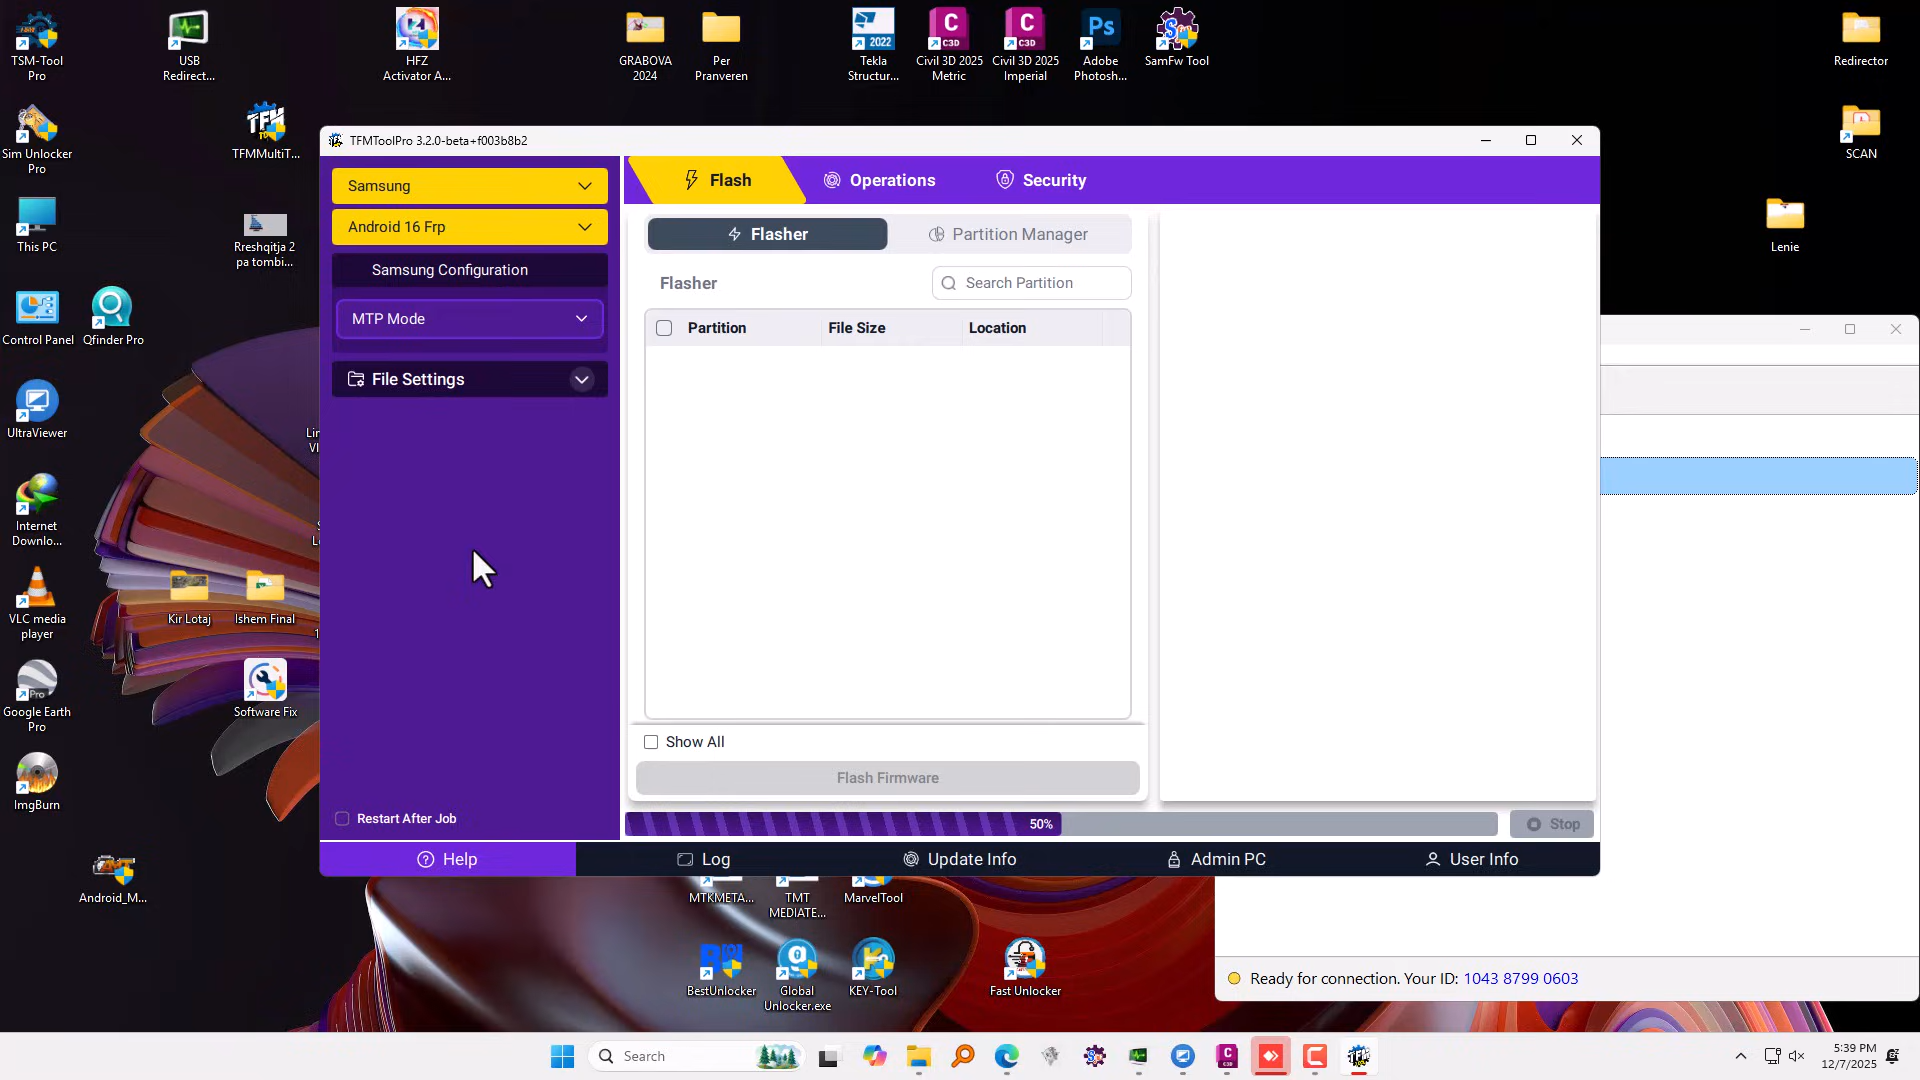 TSM-Tool
Pro
USB
Redirect...
HFZ
Activator A...
GRABOVA
2024
Per
Pranveren
2022
Tekla
Structur...
C
C3D
Civil 3D 2025
Metric
C
C3D
Civil 3D 2025
Imperial
Ps
Adobe
Photosh...
SamFw Tool
Redirector
Sim Unlocker
Pro
TFM
TFMMultiT...
SCAN
This PC
Rreshqitja 2
pa tombi...
Lenie
Control Panel
Qfinder Pro
UltraViewer
Internet
Downlo...
VLC media
player
Kir Lotaj
Ishem Final
Pro
Google Earth
Pro
Software Fix
ImgBurn
Android_M...
TFMToolPro 3.2.0-beta+f003b8b2
Samsung
Android 16 Frp
Samsung Configuration
MTP Mode
File Settings
Restart After Job
Flash
Operations
Security
Flasher
Partition Manager
Flasher
Search Partition
Partition
File Size
Location
Show All
Flash Firmware
50%
Stop
Help
Log
Update Info
Admin PC
User Info
MTKMETA...
TMT
MEDIATE...
MarvelTool
BestUnlocker
Global
Unlocker.exe
KEY-Tool
Fast Unlocker
Ready for connection. Your ID: 1043 8799 0603
Search
5:39 PM
12/7/2025